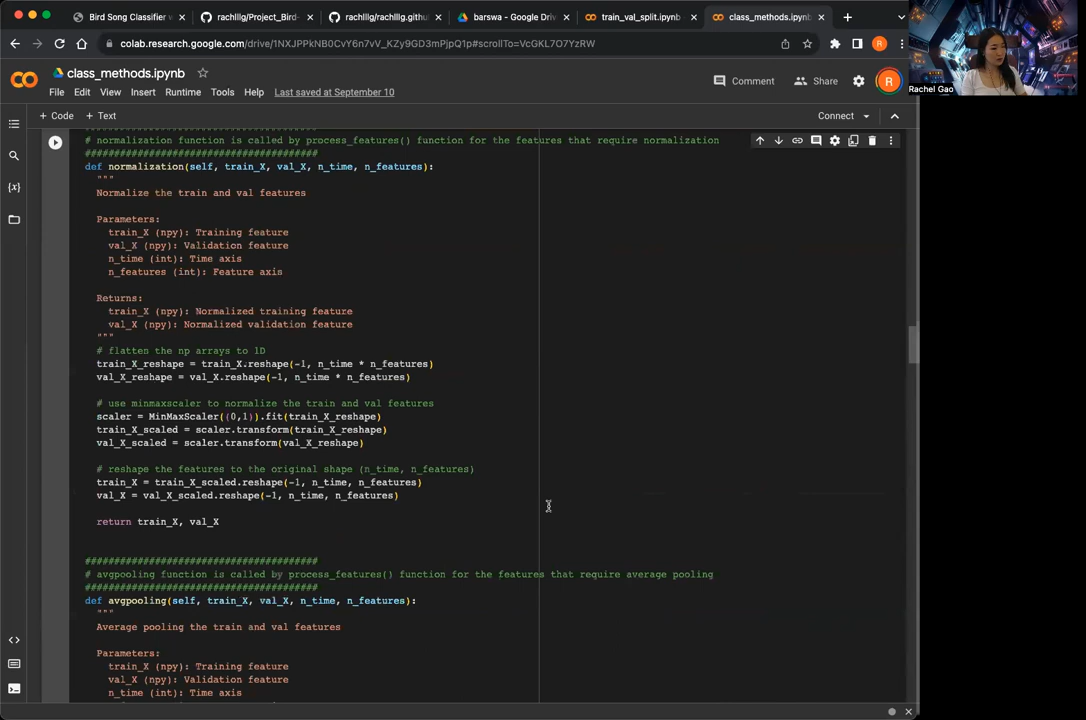 Bird Song Classifier w
rachlllg/Project_Bird-
rachlllg/rachlllg.githu
barswa - Google Driv
train_val_split.ipynb
class_methods.ipynb
colab.research.google.com/drive/1NXJPPkNB0CvY6n7vV_KZy9GD3mPjpQ1p#scrollTo=VcGKL7O7YzRW
R
Rachel Gao
class_methods.ipynb
File Edit View Insert Runtime Tools Help Last saved at September 10
Comment Share
R
+ Code + Text
Connect
########################################
# normalization function is called by process_features() function for the features that require normalization
########################################
def normalization(self, train_X, val_X, n_time, n_features):
"""
Normalize the train and val features
Parameters:
train_X (npy): Training feature
val_X (npy): Validation feature
n_time (int): Time axis
n_features (int): Feature axis
Returns:
train_X (npy): Normalized training feature
val_X (npy): Normalized validation feature
"""
# flatten the np arrays to 1D
train_X_reshape = train_X.reshape(-1, n_time * n_features)
val_X_reshape = val_X.reshape(-1, n_time * n_features)
# use minmaxscaler to normalize the train and val features
scaler = MinMaxScaler((0,1)).fit(train_X_reshape)
train_X_scaled = scaler.transform(train_X_reshape)
val_X_scaled = scaler.transform(val_X_reshape)
# reshape the features to the original shape (n_time, n_features)
train_X = train_X_scaled.reshape(-1, n_time, n_features)
val_X = val_X_scaled.reshape(-1, n_time, n_features)
return train_X, val_X
########################################
# avgpooling function is called by process_features() function for the features that require average pooling
########################################
def avgpooling(self, train_X, val_X, n_time, n_features):
"""
Average pooling the train and val features
Parameters:
train_X (npy): Training feature
val_X (npy): Validation feature
n_time (int): Time axis